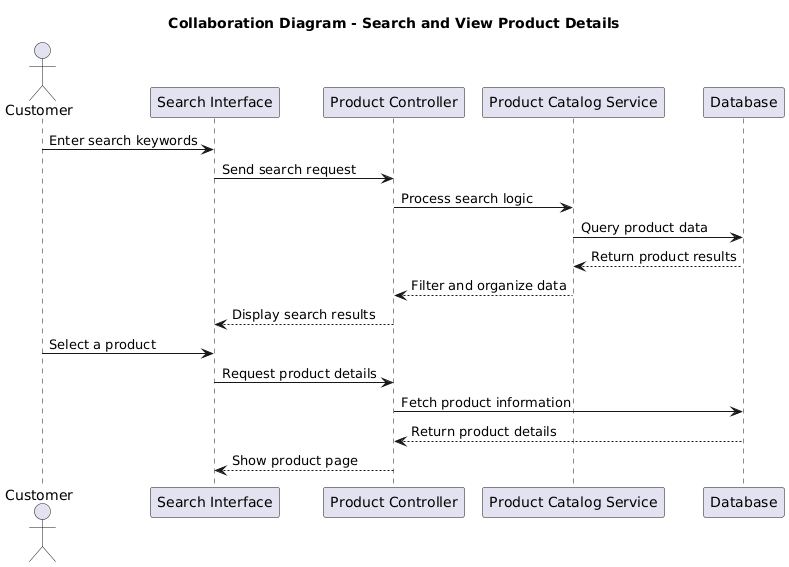 Collaboration Diagram - Search and View Product Details
Customer
Search Interface
Product Controller
Product Catalog Service
Database
Enter search keywords
Send search request
Process search logic
Query product data
Return product results
Filter and organize data
Display search results
Select a product
Request product details
Fetch product information
Return product details
Show product page
Customer
Search Interface
Product Controller
Product Catalog Service
Database